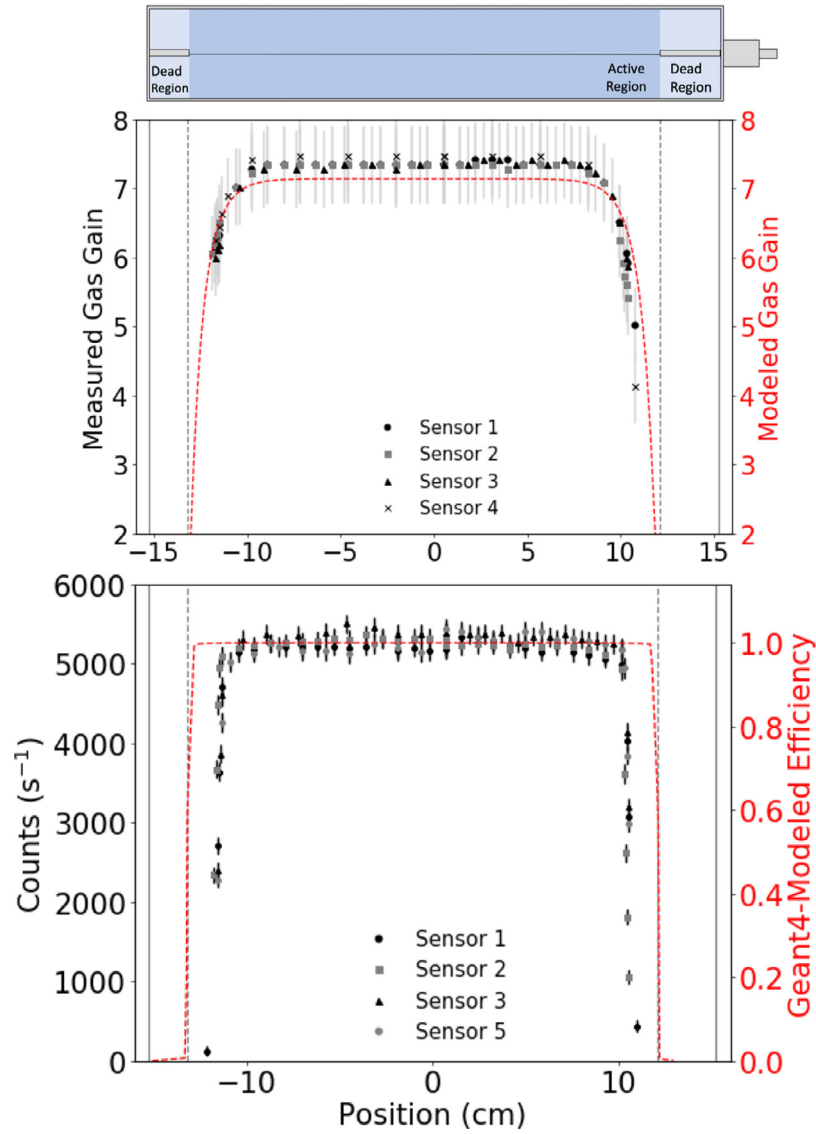 Dead
Region
Active
Region
Dead
Region
8
7
6
5
4
3
2
Measured Gas Gain
8
7
6
5
4
3
2
Modeled Gas Gain
Sensor 1
Sensor 2
Sensor 3
Sensor 4
−15 −10 −5 0 5 10 15
6000
5000
4000
3000
2000
1000
0
Counts (s⁻¹)
1.0
0.8
0.6
0.4
0.2
0.0
Geant4-Modeled Efficiency
Sensor 1
Sensor 2
Sensor 3
Sensor 5
−10 0 10
Position (cm)